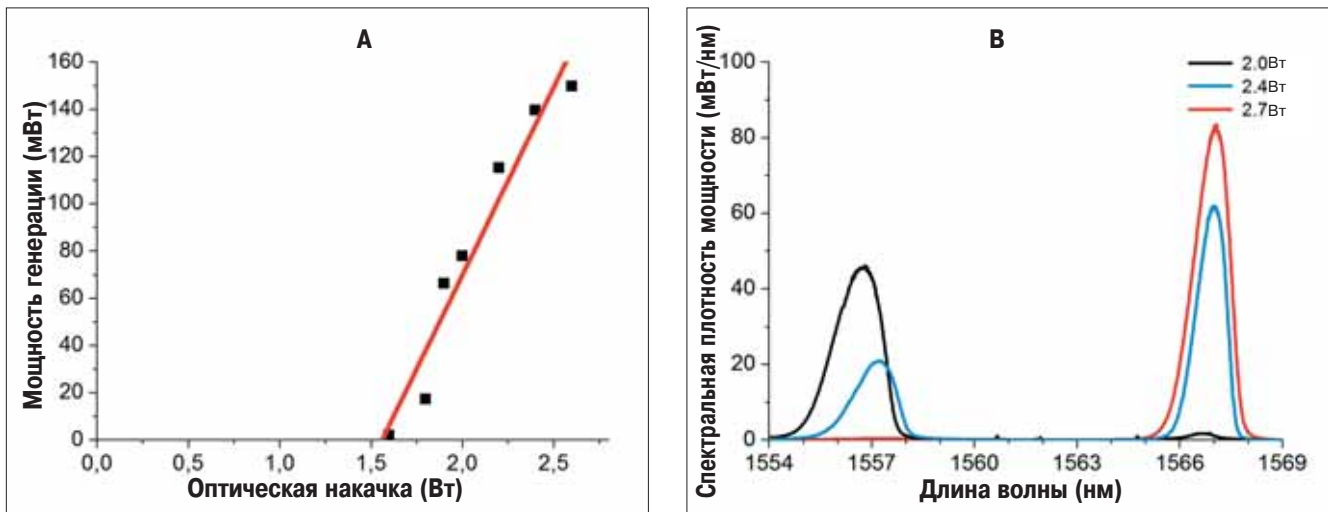 A
Мощность генерации (мВт)
160
140
120
100
80
60
40
20
0
0,0 0,5 1,0 1,5 2,0 2,5
Оптическая накачка (Вт)
B
Спектральная плотность мощности (мВт/нм)
100
80
60
40
20
0
2.0Вт
2.4Вт
2.7Вт
1554 1557 1560 1563 1566 1569
Длина волны (нм)